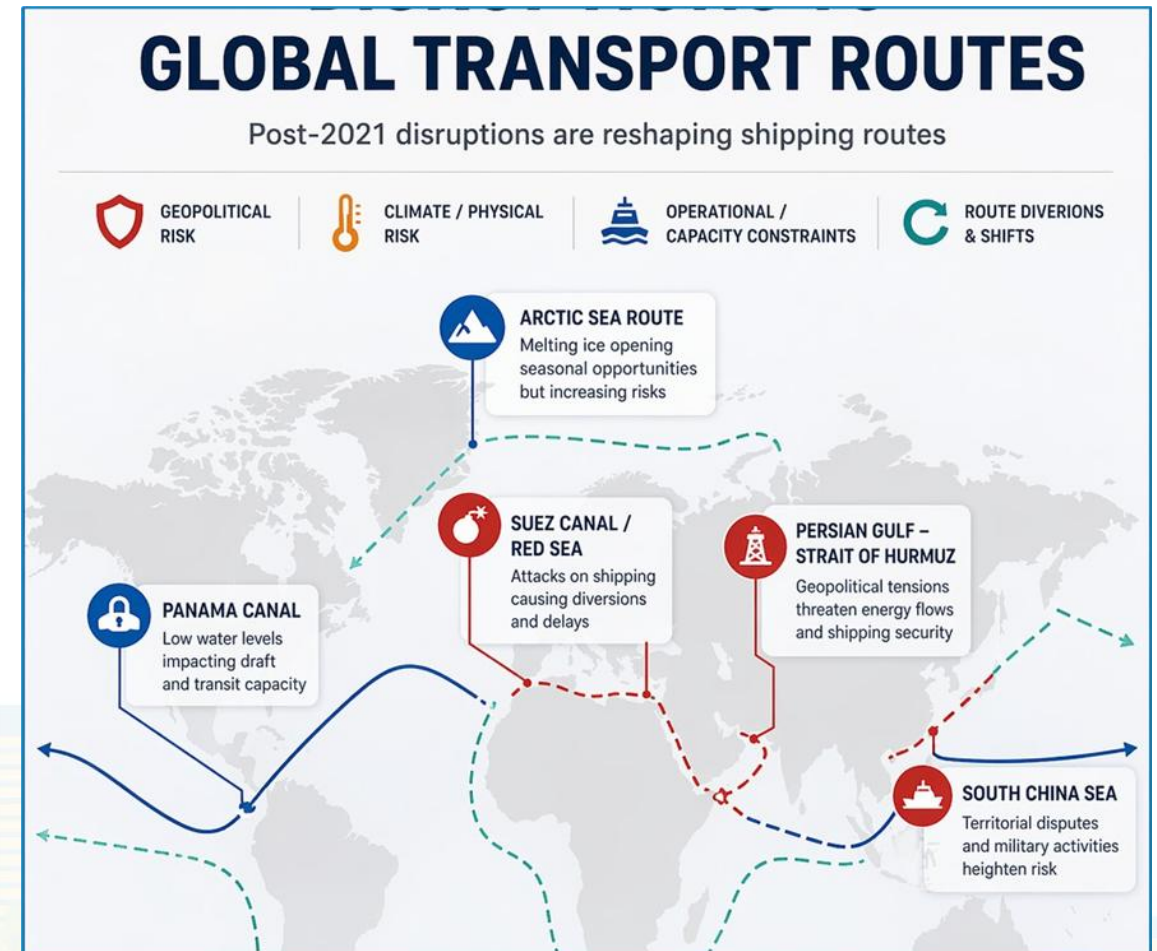 GLOBAL TRANSPORT ROUTES
Post-2021 disruptions are reshaping shipping routes
GEOPOLITICAL
RISK
CLIMATE / PHYSICAL
RISK
OPERATIONAL /
CAPACITY CONSTRAINTS
ROUTE DIVERIONS
& SHIFTS
ARCTIC SEA ROUTE
Melting ice opening
seasonal opportunities
but increasing risks
SUEZ CANAL /
RED SEA
Attacks on shipping
causing diversions
and delays
PERSIAN GULF –
STRAIT OF HURMUZ
Geopolitical tensions
threaten energy flows
and shipping security
PANAMA CANAL
Low water levels
impacting draft
and transit capacity
SOUTH CHINA SEA
Territorial disputes
and military activities
heighten risk